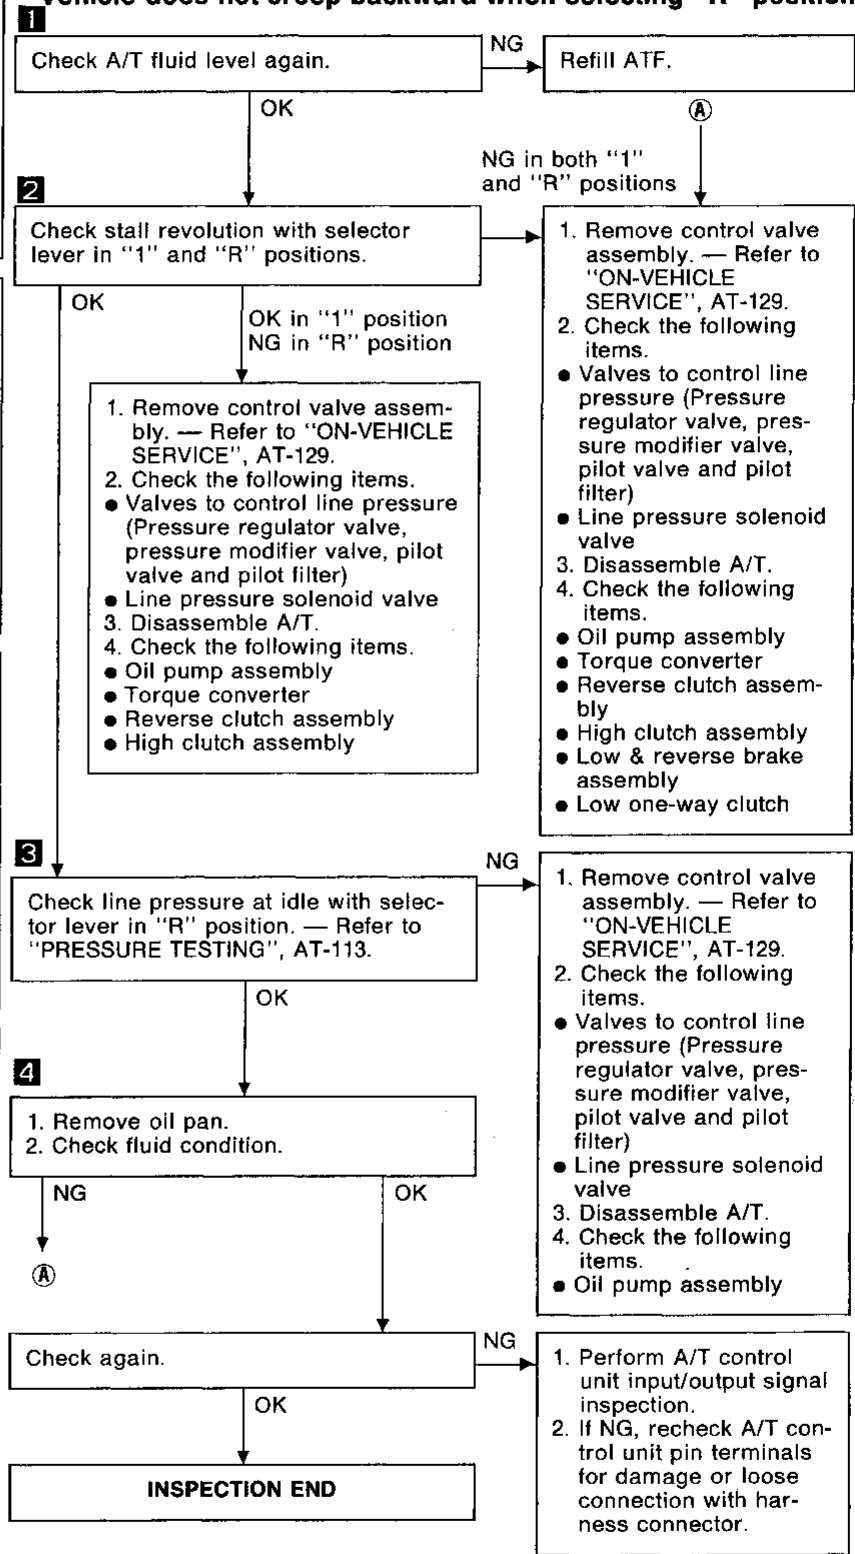 Vehicle does not creep backward when selecting "R" position
1
Check A/T fluid level again.
NG
Refill ATF.
OK
Ⓐ
NG in both "1"
and "R" positions
2
Check stall revolution with selector
lever in "1" and "R" positions.
OK
OK in "1" position
NG in "R" position
1. Remove control valve assem-
bly. — Refer to "ON-VEHICLE
SERVICE", AT-129.
2. Check the following items.
● Valves to control line pressure
(Pressure regulator valve,
pressure modifier valve, pilot
valve and pilot filter)
● Line pressure solenoid valve
3. Disassemble A/T.
4. Check the following items.
● Oil pump assembly
● Torque converter
● Reverse clutch assembly
● High clutch assembly
1. Remove control valve
assembly. — Refer to
"ON-VEHICLE
SERVICE", AT-129.
2. Check the following
items.
● Valves to control line
pressure (Pressure
regulator valve, pres-
sure modifier valve,
pilot valve and pilot
filter)
● Line pressure solenoid
valve
3. Disassemble A/T.
4. Check the following
items.
● Oil pump assembly
● Torque converter
● Reverse clutch assem-
bly
● High clutch assembly
● Low & reverse brake
assembly
● Low one-way clutch
3
Check line pressure at idle with selec-
tor lever in "R" position. — Refer to
"PRESSURE TESTING", AT-113.
NG
OK
1. Remove control valve
assembly. — Refer to
"ON-VEHICLE
SERVICE", AT-129.
2. Check the following
items.
● Valves to control line
pressure (Pressure
regulator valve, pres-
sure modifier valve,
pilot valve and pilot
filter)
● Line pressure solenoid
valve
3. Disassemble A/T.
4. Check the following
items.
● Oil pump assembly
4
1. Remove oil pan.
2. Check fluid condition.
NG
OK
Ⓐ
Check again.
NG
OK
1. Perform A/T control
unit input/output signal
inspection.
2. If NG, recheck A/T con-
trol unit pin terminals
for damage or loose
connection with har-
ness connector.
INSPECTION END